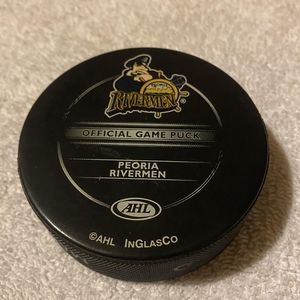 RIVERMEN®
OFFICIAL GAME PUCK
PEORIA
RIVERMEN
AHL
©AHL INGLASCO